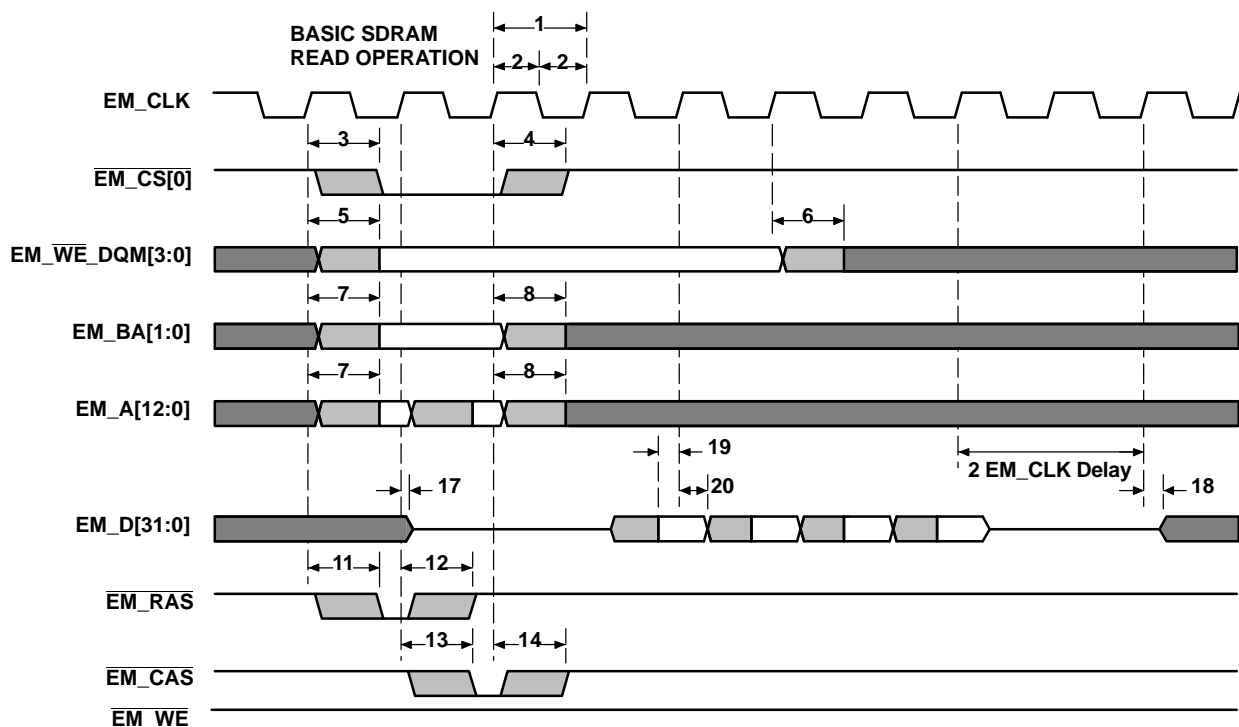 BASIC SDRAM
READ OPERATION
1
2 2
EM_CLK
3 4
EM_CS[0]
5 6
EM_WE_DQM[3:0]
7 8
EM_BA[1:0]
7 8
EM_A[12:0]
19
2 EM_CLK Delay
17 20 18
EM_D[31:0]
11 12
EM_RAS
13 14
EM_CAS
EM_WE